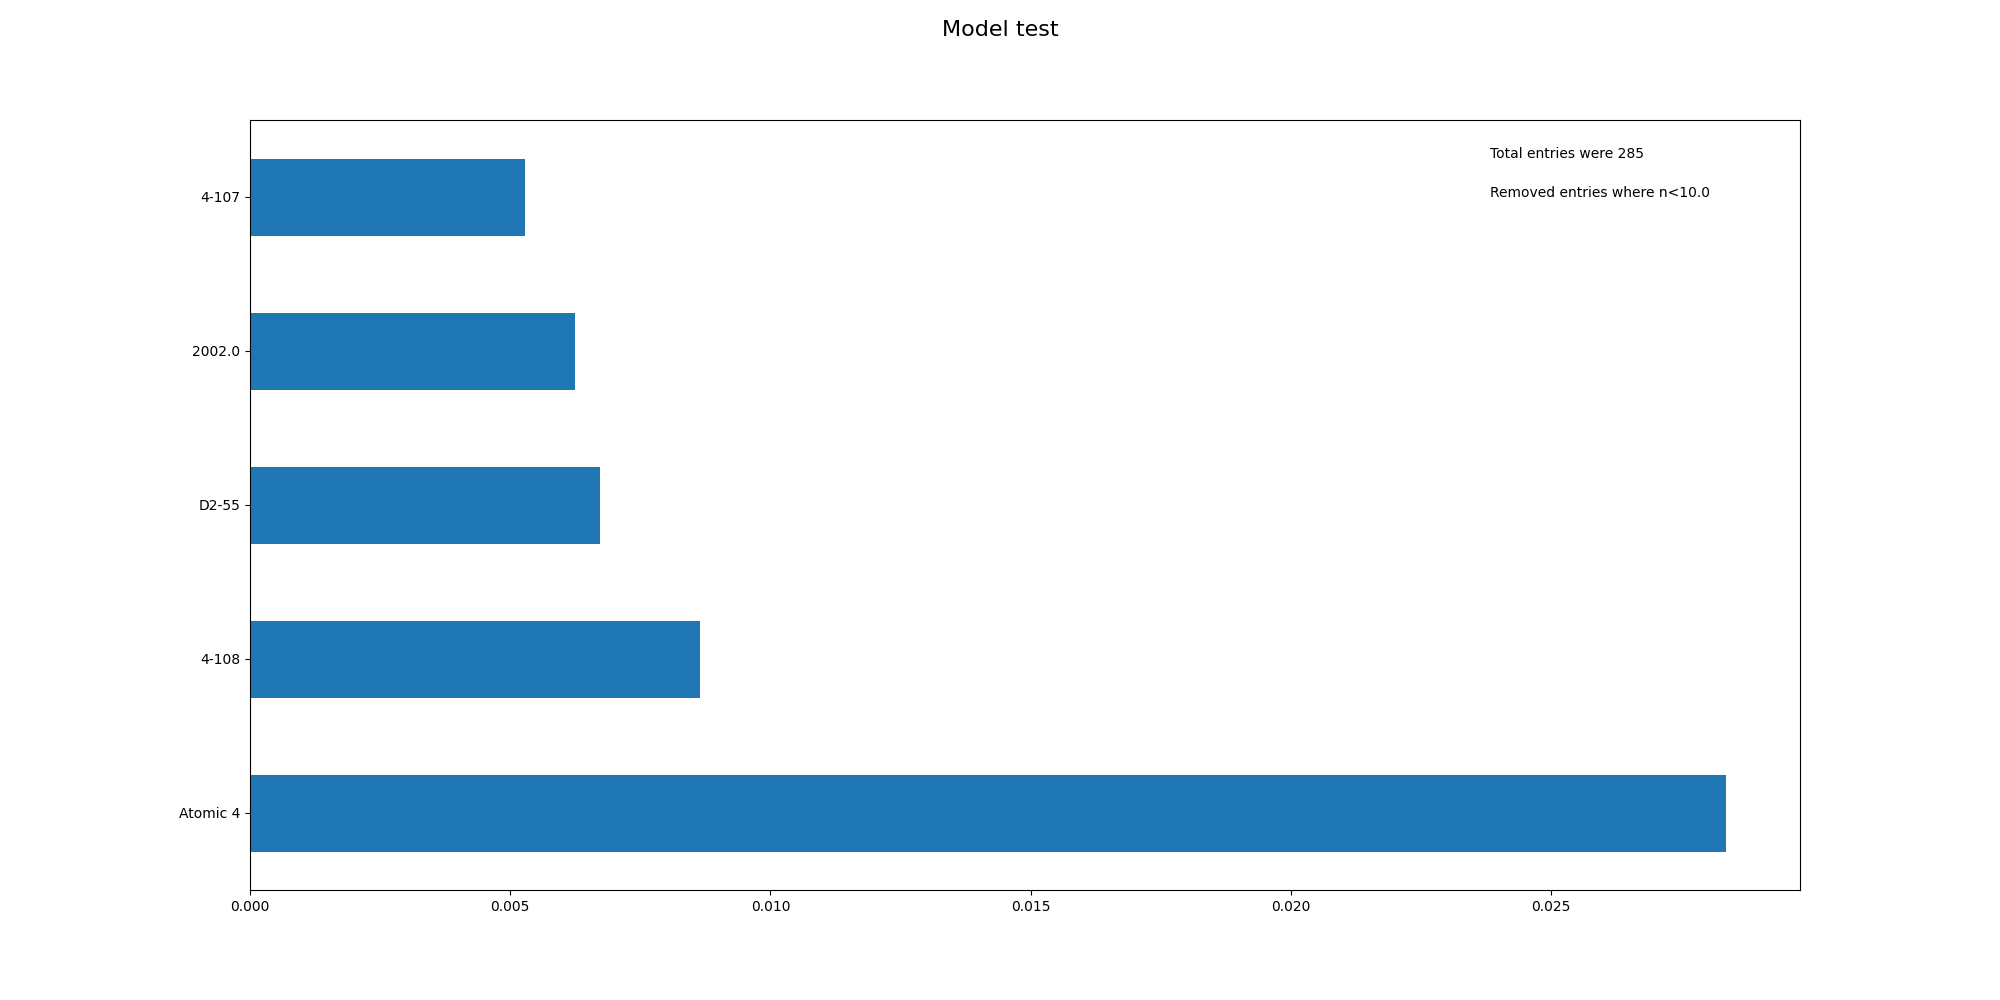 Model test
Total entries were 285
Removed entries where n<10.0
4-107
2002.0
D2-55
4-108
Atomic 4
0.000 0.005 0.010 0.015 0.020 0.025